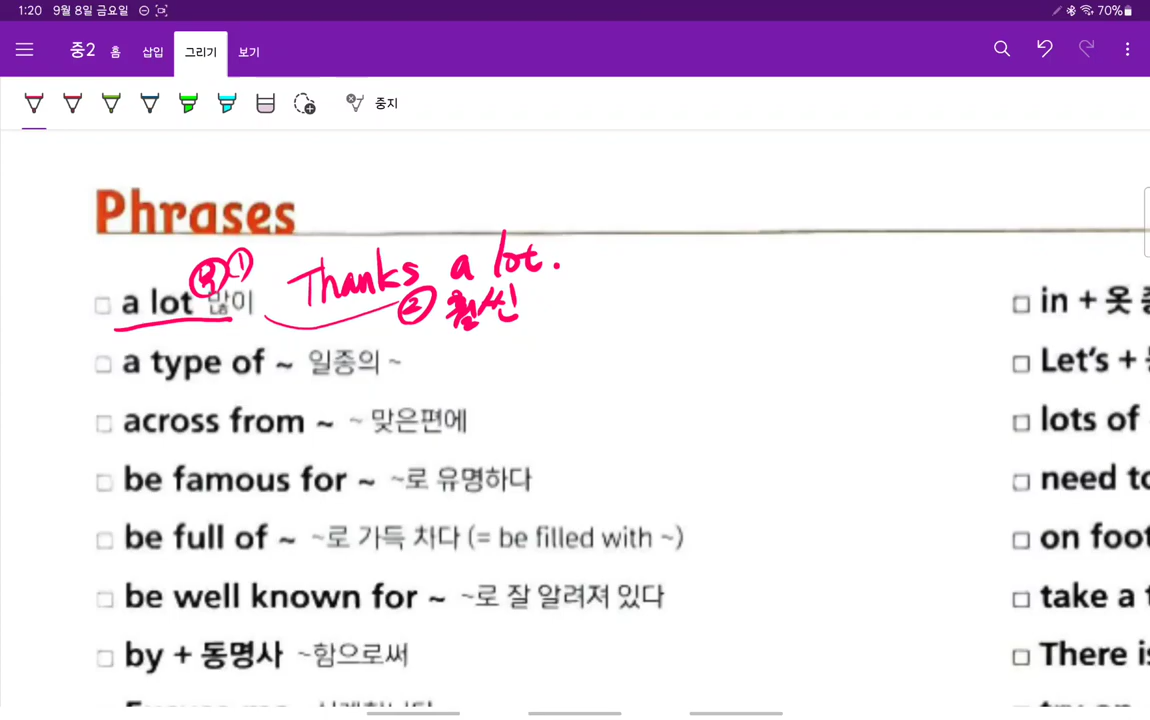 1:20 9월 8일 금요일 70%
중2 홈 삽입 그리기 보기
중지
Phrases
부 ① Thanks a lot.
a lot 많이 ② 훨씬
in + 옷
a type of ~ 일종의 ~
Let's +
across from ~ ~ 맞은편에
lots of
be famous for ~ ~로 유명하다
need to
be full of ~ ~로 가득 차다 (= be filled with ~)
on foot
be well known for ~ ~로 잘 알려져 있다
take a
by + 동명사 ~함으로써
There is